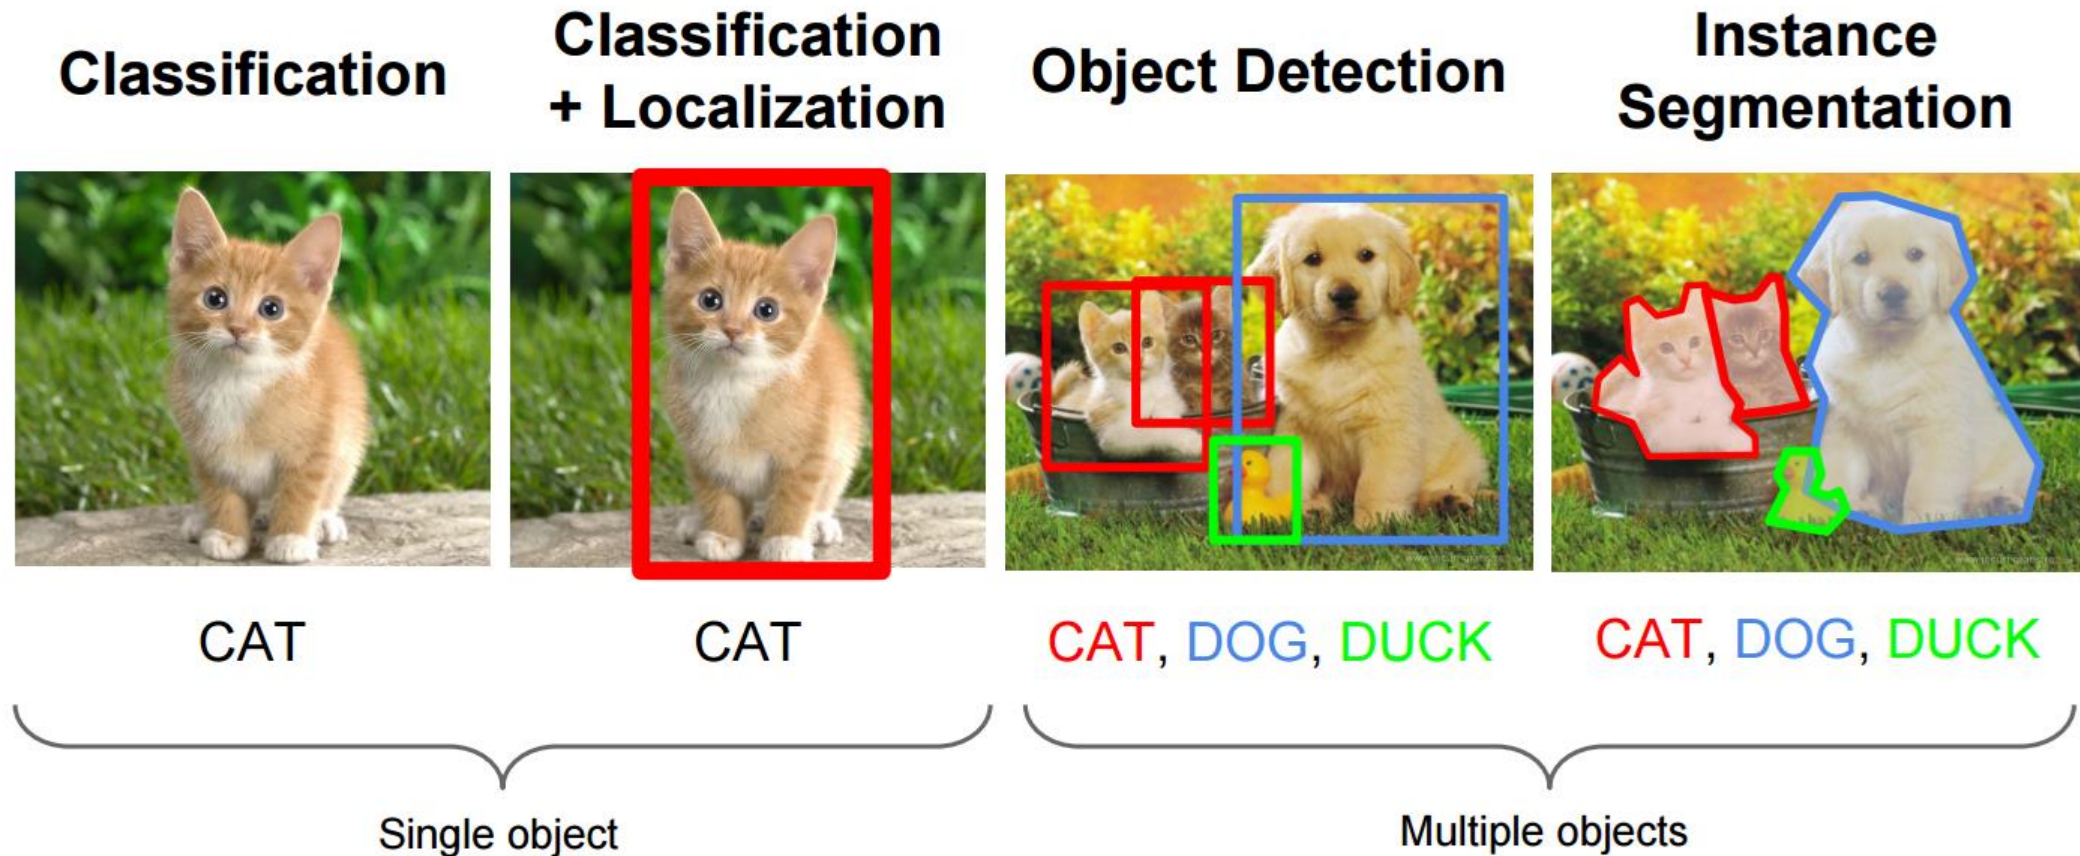 Classification
Classification
+ Localization
Object Detection
Instance
Segmentation
CAT
CAT
CAT, DOG, DUCK
CAT, DOG, DUCK
Single object
Multiple objects